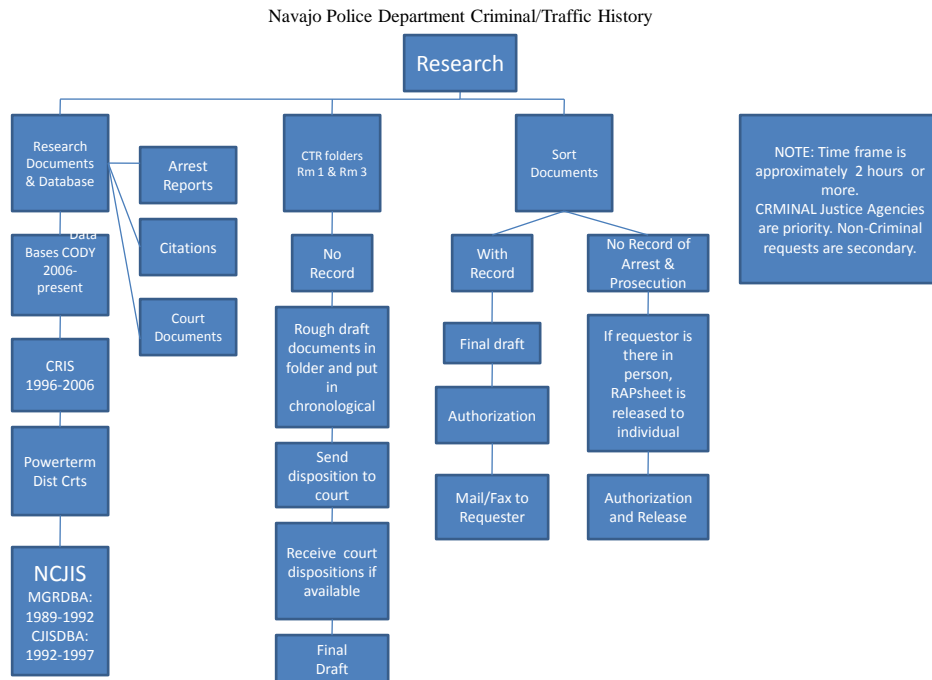 Navajo Police Department Criminal/Traffic History
Research
Research
Documents
& Database
Arrest
Reports
Citations
Court
Documents
Data
Bases CODY
2006-
present
CRIS
1996-2006
Powerterm
Dist Crts
NCJIS
MGRDBA:
1989-1992
CJISDBA:
1992-1997
CTR folders
Rm 1 & Rm 3
No
Record
Rough draft
documents in
folder and put
in
chronological
Send
disposition to
court
Receive court
dispositions if
available
Final
Draft
Sort
Documents
With
Record
Final draft
Authorization
Mail/Fax to
Requester
No Record of
Arrest &
Prosecution
If requestor is
there in
person,
RAPsheet is
released to
individual
Authorization
and Release
NOTE: Time frame is
approximately 2 hours or
more.
CRMINAL Justice Agencies
are priority. Non-Criminal
requests are secondary.